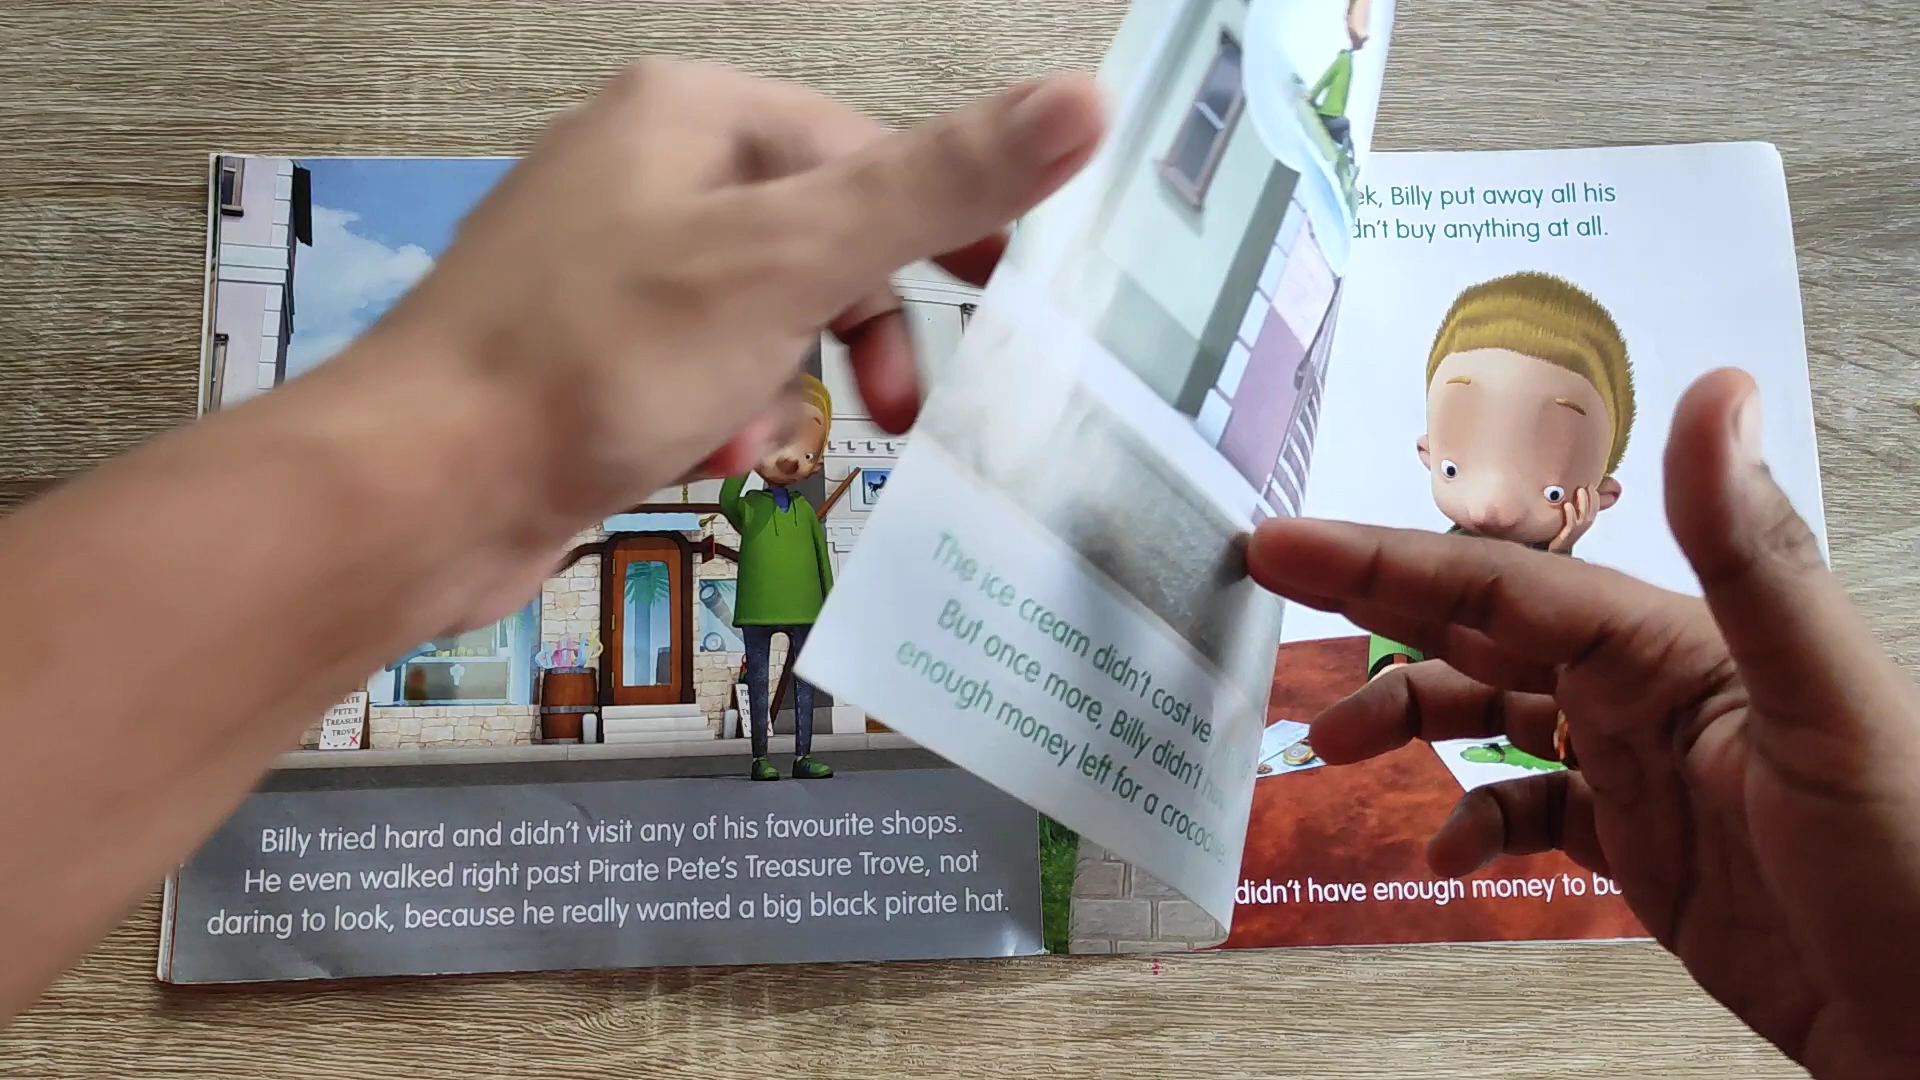 Billy tried hard and didn't visit any of his favourite shops.
He even walked right past Pirate Pete's Treasure Trove, not
daring to look, because he really wanted a big black pirate hat.
PETE'S
TREASURE
TROVE
The ice cream didn't cost
But once more, Billy didn't
enough money left for a
Billy put away all his
buy anything at all.
didn't have enough money to